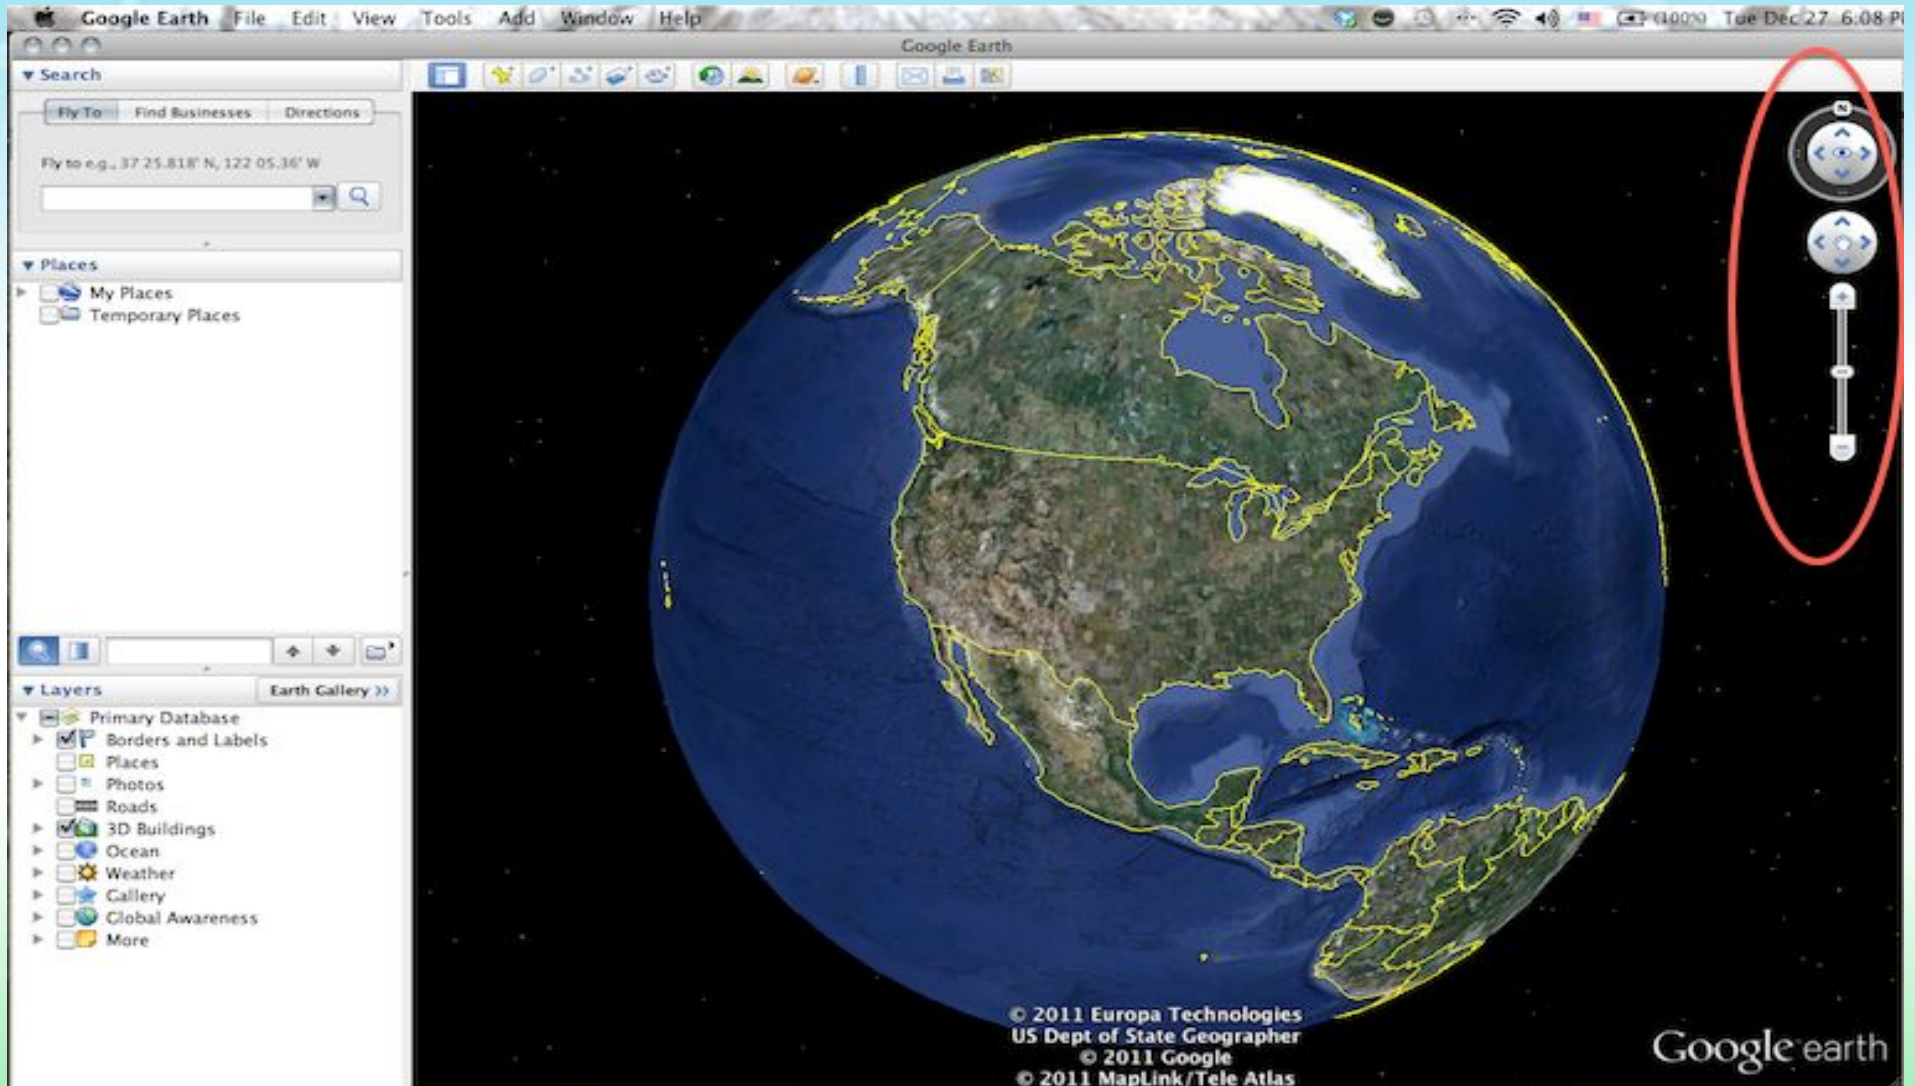 Google Earth File Edit View Tools Add Window Help (100%) Tue Dec 27 6:08 P
Google Earth
Search
Fly To Find Businesses Directions
Fly to e.g., 37 25.818' N, 122 05.36' W
Places
My Places
Temporary Places
Layers Earth Gallery >>
Primary Database
Borders and Labels
Places
Photos
Roads
3D Buildings
Ocean
Weather
Gallery
Global Awareness
More
N
© 2011 Europa Technologies
US Dept of State Geographer
© 2011 Google
© 2011 MapLink/Tele Atlas
Google earth